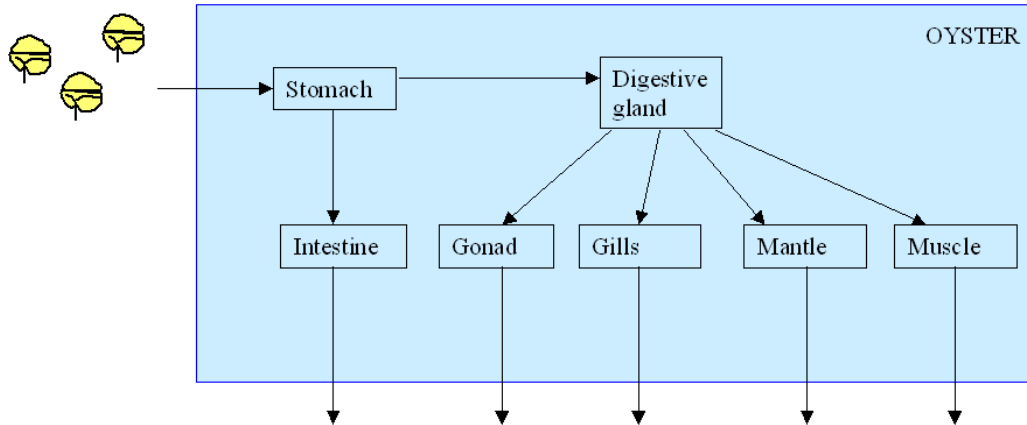 OYSTER
Stomach
Digestive
gland
Intestine
Gonad
Gills
Mantle
Muscle